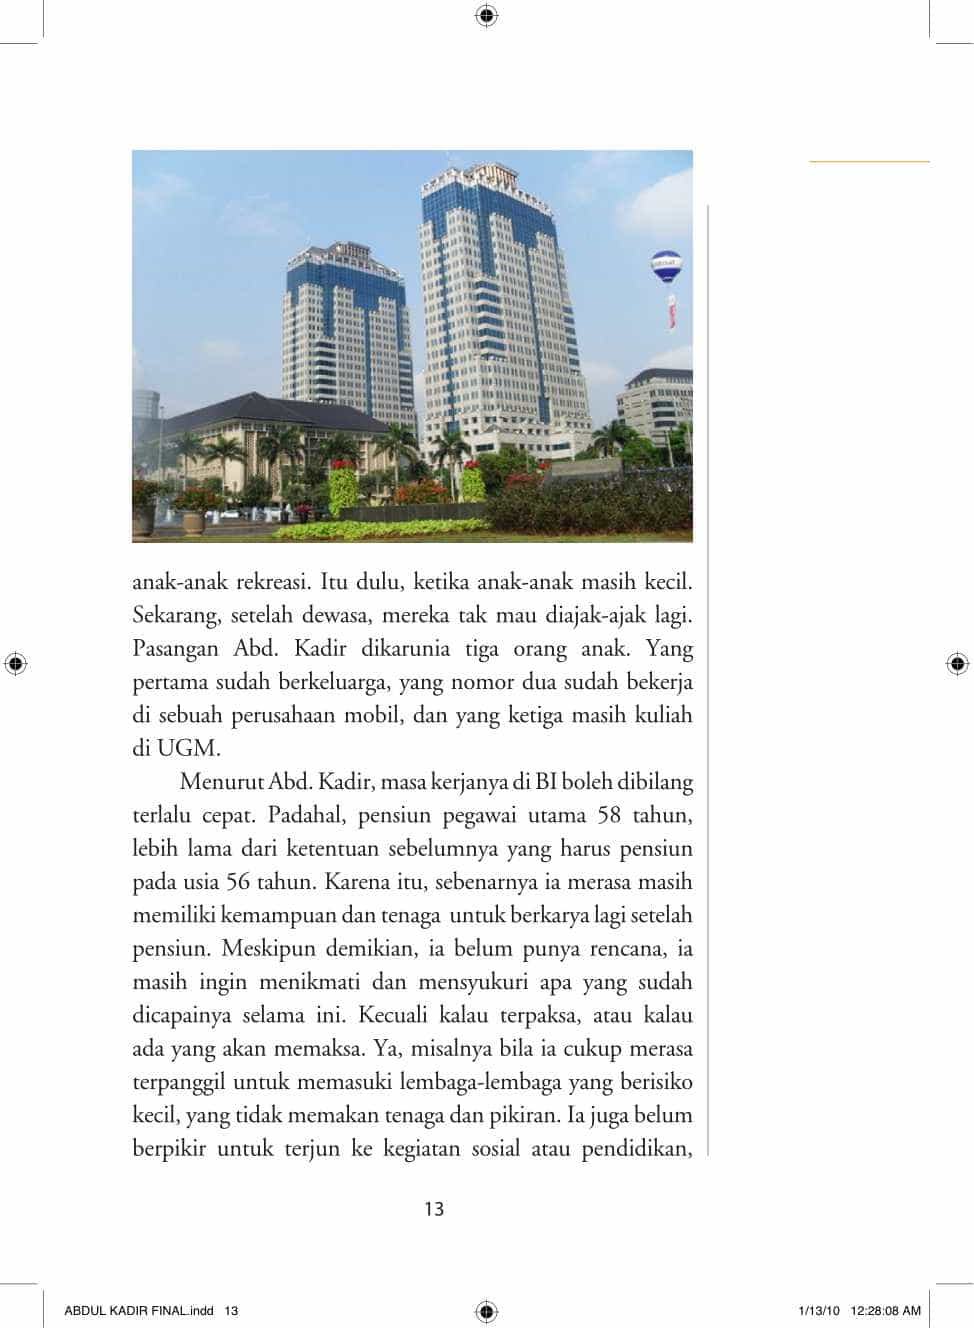 anak-anak rekreasi. Itu dulu, ketika anak-anak masih kecil.
Sekarang, setelah dewasa, mereka tak mau diajak-ajak lagi.
Pasangan Abd. Kadir dikarunia tiga orang anak. Yang
pertama sudah berkeluarga, yang nomor dua sudah bekerja
di sebuah perusahaan mobil, dan yang ketiga masih kuliah
di UGM.
Menurut Abd. Kadir, masa kerjanya di BI boleh dibilang
terlalu cepat. Padahal, pensiun pegawai utama 58 tahun,
lebih lama dari ketentuan sebelumnya yang harus pensiun
pada usia 56 tahun. Karena itu, sebenarnya ia merasa masih
memiliki kemampuan dan tenaga untuk berkarya lagi setelah
pensiun. Meskipun demikian, ia belum punya rencana, ia
masih ingin menikmati dan mensyukuri apa yang sudah
dicapainya selama ini. Kecuali kalau terpaksa, atau kalau
ada yang akan memaksa. Ya, misalnya bila ia cukup merasa
terpanggil untuk memasuki lembaga-lembaga yang berisiko
kecil, yang tidak memakan tenaga dan pikiran. Ia juga belum
berpikir untuk terjun ke kegiatan sosial atau pendidikan,
13
ABDUL KADIR FINAL.indd 13
1/13/10 12:28:08 AM